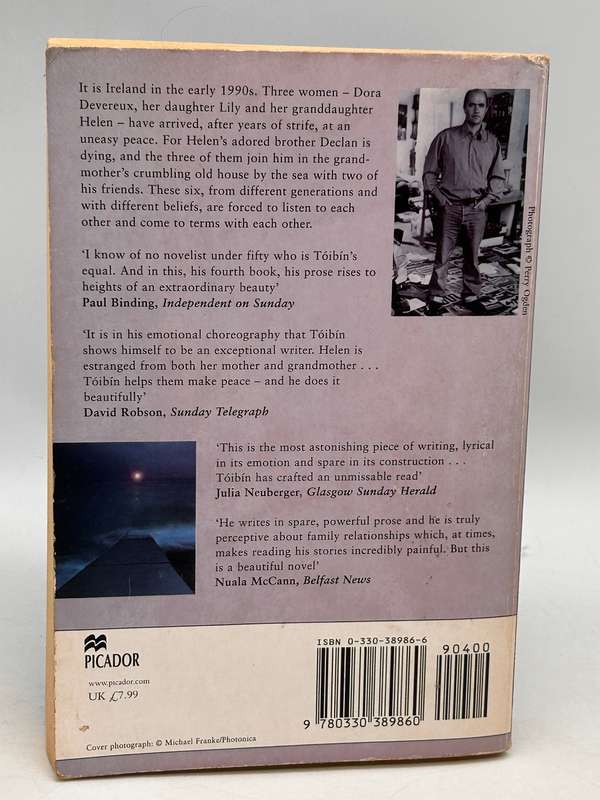 It is Ireland in the early 1990s. Three women – Dora
Devereux, her daughter Lily and her granddaughter
Helen – have arrived, after years of strife, at an
uneasy peace. For Helen's adored brother Declan is
dying, and the three of them join him in the grand-
mother's crumbling old house by the sea with two of
his friends. These six, from different generations and
with different beliefs, are forced to listen to each
other and come to terms with each other.
Photograph © Perry Ogden
‘I know of no novelist under fifty who is Tóibín's
equal. And in this, his fourth book, his prose rises to
heights of an extraordinary beauty’
Paul Binding, Independent on Sunday
‘It is in his emotional choreography that Tóibín
shows himself to be an exceptional writer. Helen is
estranged from both her mother and grandmother . . .
Tóibín helps them make peace – and he does it
beautifully’
David Robson, Sunday Telegraph
‘This is the most astonishing piece of writing, lyrical
in its emotion and spare in its construction . . .
Tóibín has crafted an unmissable read’
Julia Neuberger, Glasgow Sunday Herald
‘He writes in spare, powerful prose and he is truly
perceptive about family relationships which, at times,
makes reading his stories incredibly painful. But this
is a beautiful novel’
Nuala McCann, Belfast News
PICADOR
www.picador.com
UK £7.99
ISBN 0-330-38986-6
90400
9 780330 389860
Cover photograph: © Michael Franke/Photonica